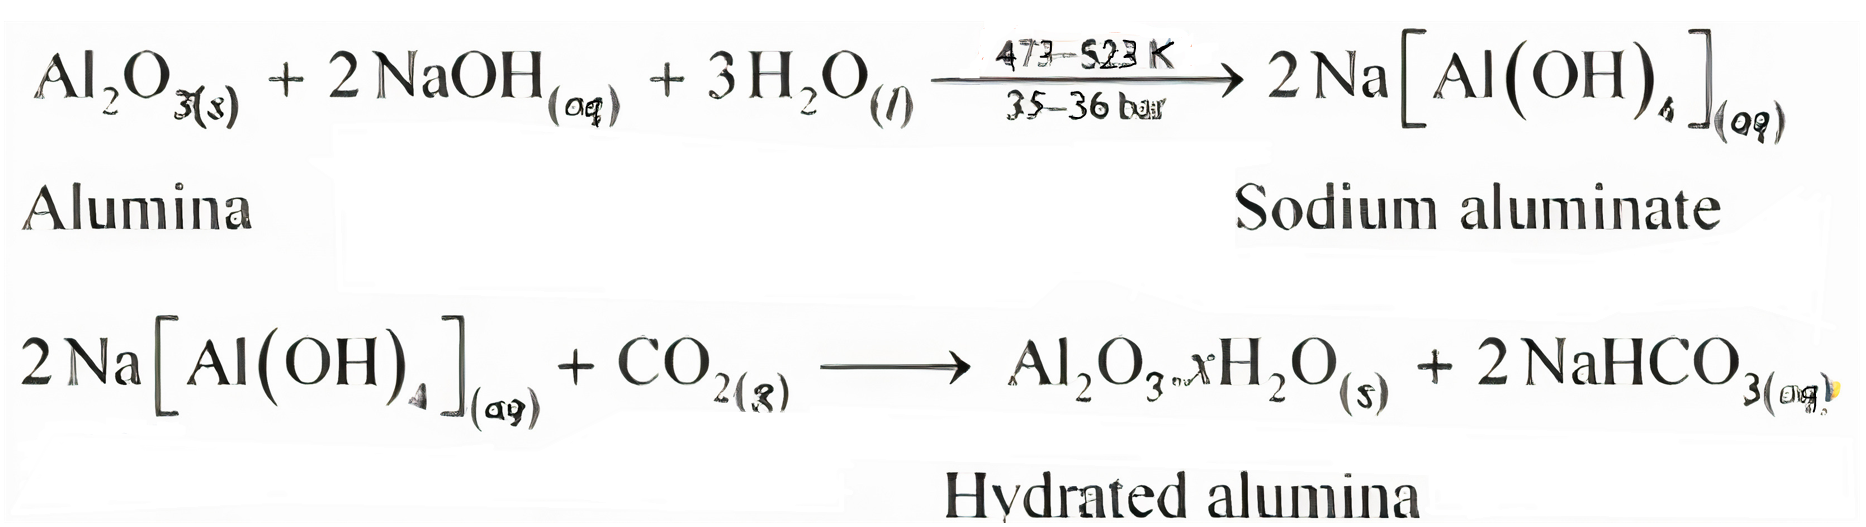 Al₂O₃(s) + 2 NaOH(aq) + 3 H₂O(l) 473–523 K 35–36 bar → 2 Na[Al(OH)₄](aq)
Alumina Sodium aluminate
2 Na[Al(OH)₄](aq) + CO₂(g) → Al₂O₃.xH₂O(s) + 2 NaHCO₃(aq)
Hydrated alumina